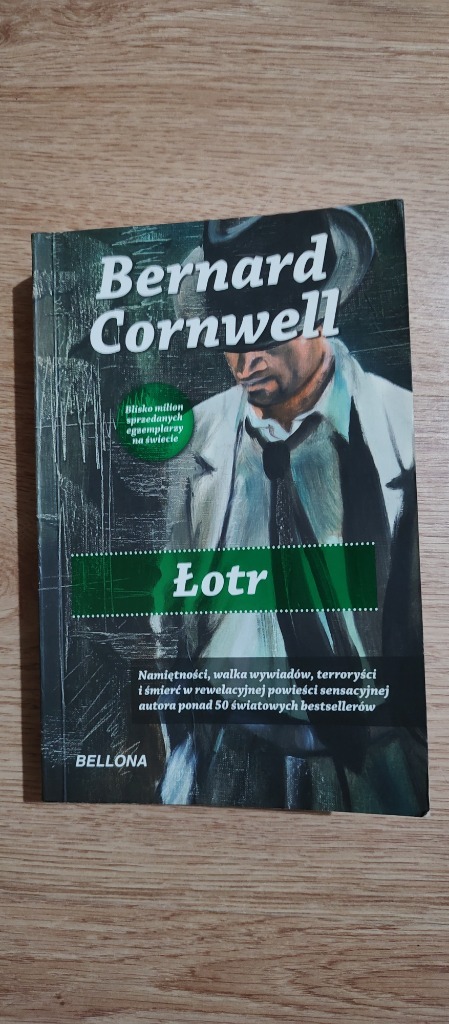 Bernard
Cornwell
Blisko milion
sprzedanych
egzemplarzy
na świecie
Łotr
Namiętności, walka wywiadów, terroryści
i śmierć w rewelacyjnej powieści sensacyjnej
autora ponad 50 światowych bestsellerów
BELLONA